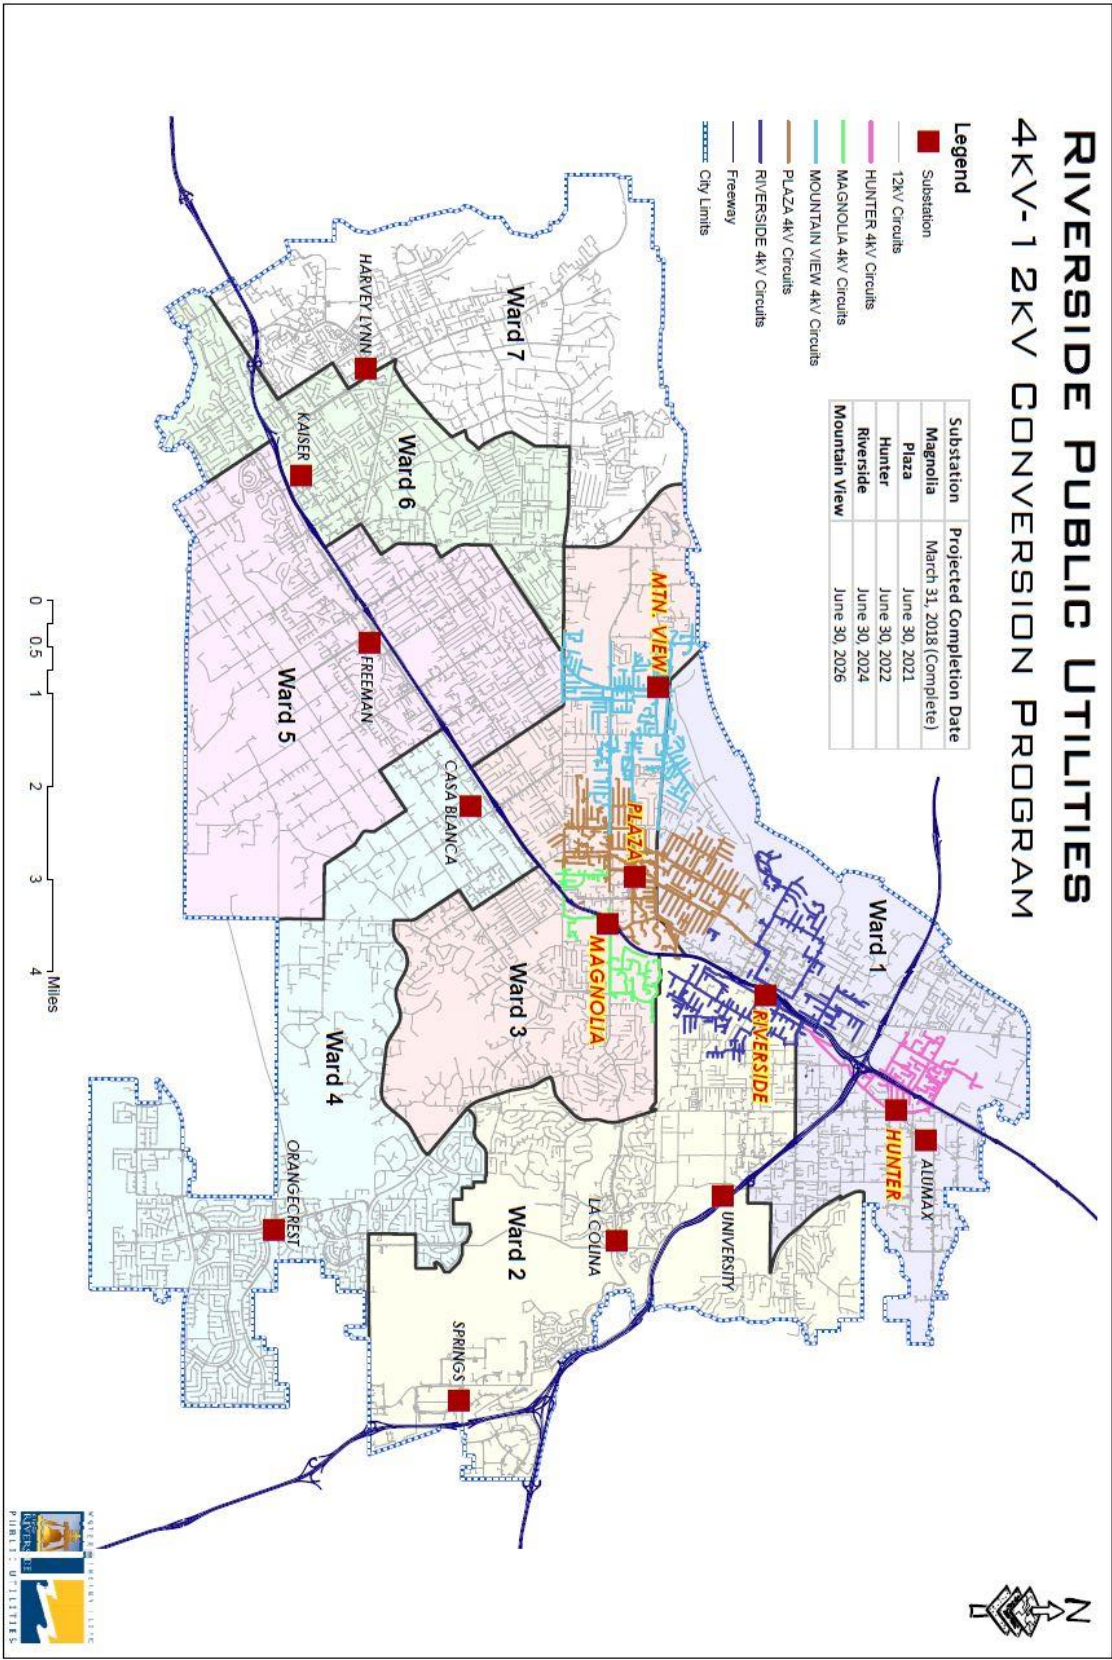 RIVERSIDE PUBLIC UTILITIES
4KV-12KV CONVERSION PROGRAM
Legend
Substation
12kV Circuits
HUNTER 4kV Circuits
MAGNOLIA 4kV Circuits
MOUNTAIN VIEW 4kV Circuits
PLAZA 4kV Circuits
RIVERSIDE 4kV Circuits
Freeway
City Limits
Substation Projected Completion Date
Magnolia March 31, 2018 (Complete)
Plaza June 30, 2021
Hunter June 30, 2022
Riverside June 30, 2024
Mountain View June 30, 2026
N
Ward 1
ALUMAX
HUNTER
RIVERSIDE
UNIVERSITY
MTN. VIEW
PLAZA
MAGNOLIA
LA COLINA
Ward 7
Ward 3
Ward 2
HARVEY LYNN
Ward 6
CASA BLANCA
SPRINGS
KAISER
FREEMAN
Ward 5
Ward 4
ORANGECREST
0 0.5 1 2 3 4
Miles
PUBLIC UTILITIES